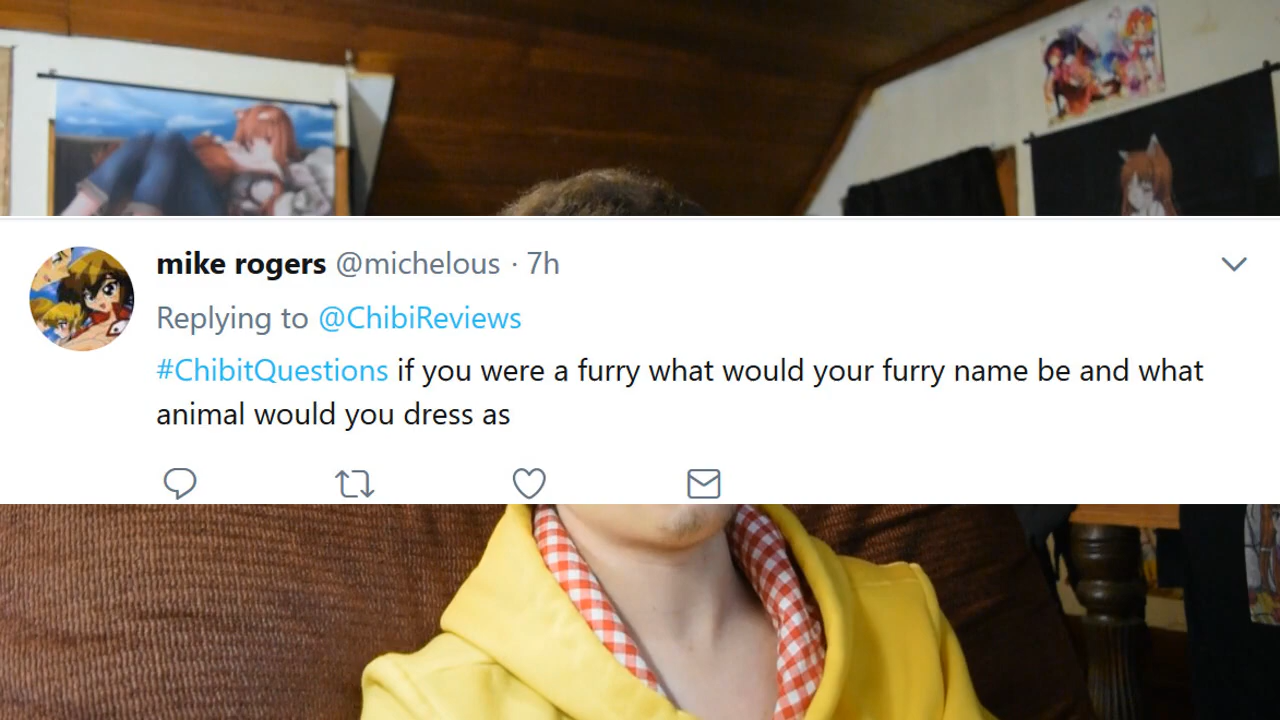 mike rogers @michelous · 7h
Replying to @ChibiReviews
#ChibitQuestions if you were a furry what would your furry name be and what
animal would you dress as